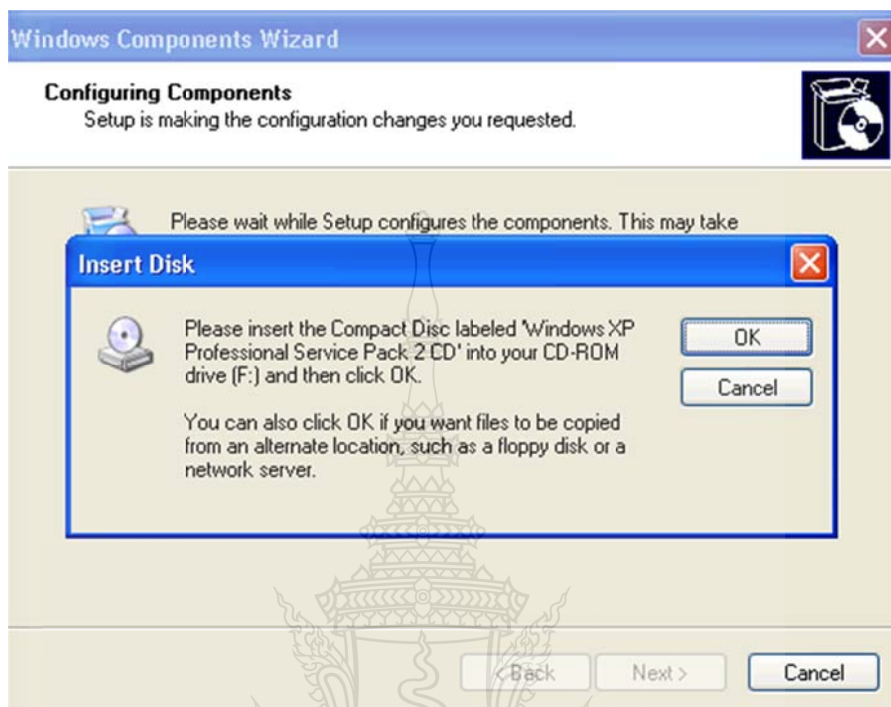 Windows Components Wizard
Configuring Components
Setup is making the configuration changes you requested.
Please wait while Setup configures the components. This may take
Insert Disk
Please insert the Compact Disc labeled 'Windows XP
Professional Service Pack 2 CD' into your CD-ROM
drive (F:) and then click OK.
You can also click OK if you want files to be copied
from an alternate location, such as a floppy disk or a
network server.
OK
Cancel
< Back
Next >
Cancel